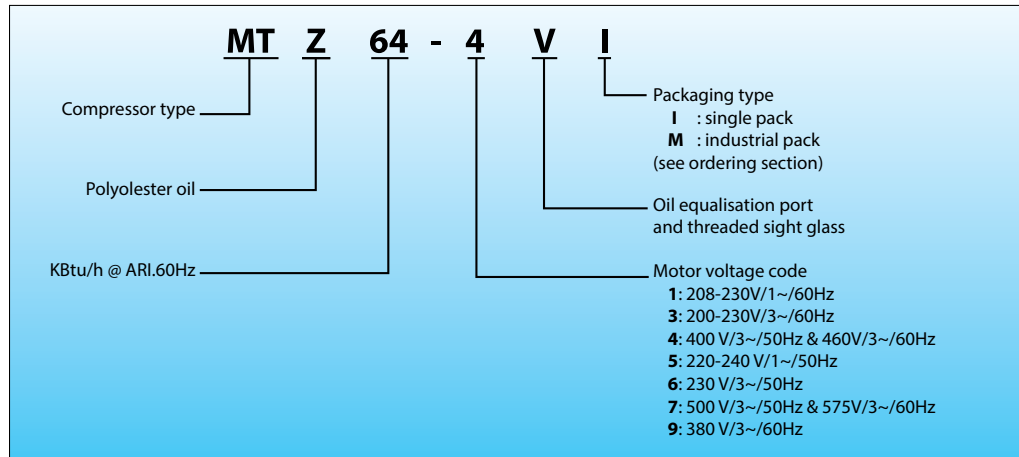 MT Z 64 - 4 V I
Compressor type
Polyolester oil
KBtu/h @ ARI.60Hz
Packaging type
I : single pack
M : industrial pack
(see ordering section)
Oil equalisation port
and threaded sight glass
Motor voltage code
1: 208-230V/1~/60Hz
3: 200-230V/3~/60Hz
4: 400 V/3~/50Hz & 460V/3~/60Hz
5: 220-240 V/1~/50Hz
6: 230 V/3~/50Hz
7: 500 V/3~/50Hz & 575V/3~/60Hz
9: 380 V/3~/60Hz